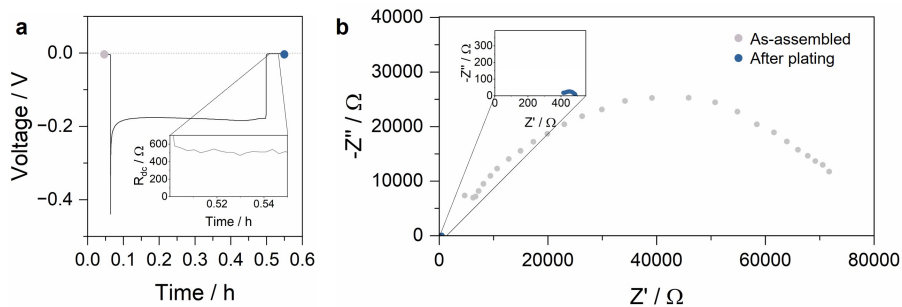 a
Voltage / V
0.0
-0.2
-0.4
0.0 0.1 0.2 0.3 0.4 0.5 0.6
Time / h
R_dc / Ω
600
400
200
0
0.52 0.54
Time / h
b
-Z" / Ω
40000
30000
20000
10000
0
0 20000 40000 60000 80000
Z' / Ω
As-assembled
After plating
-Z" / Ω
300
200
100
0
0 200 400
Z' / Ω